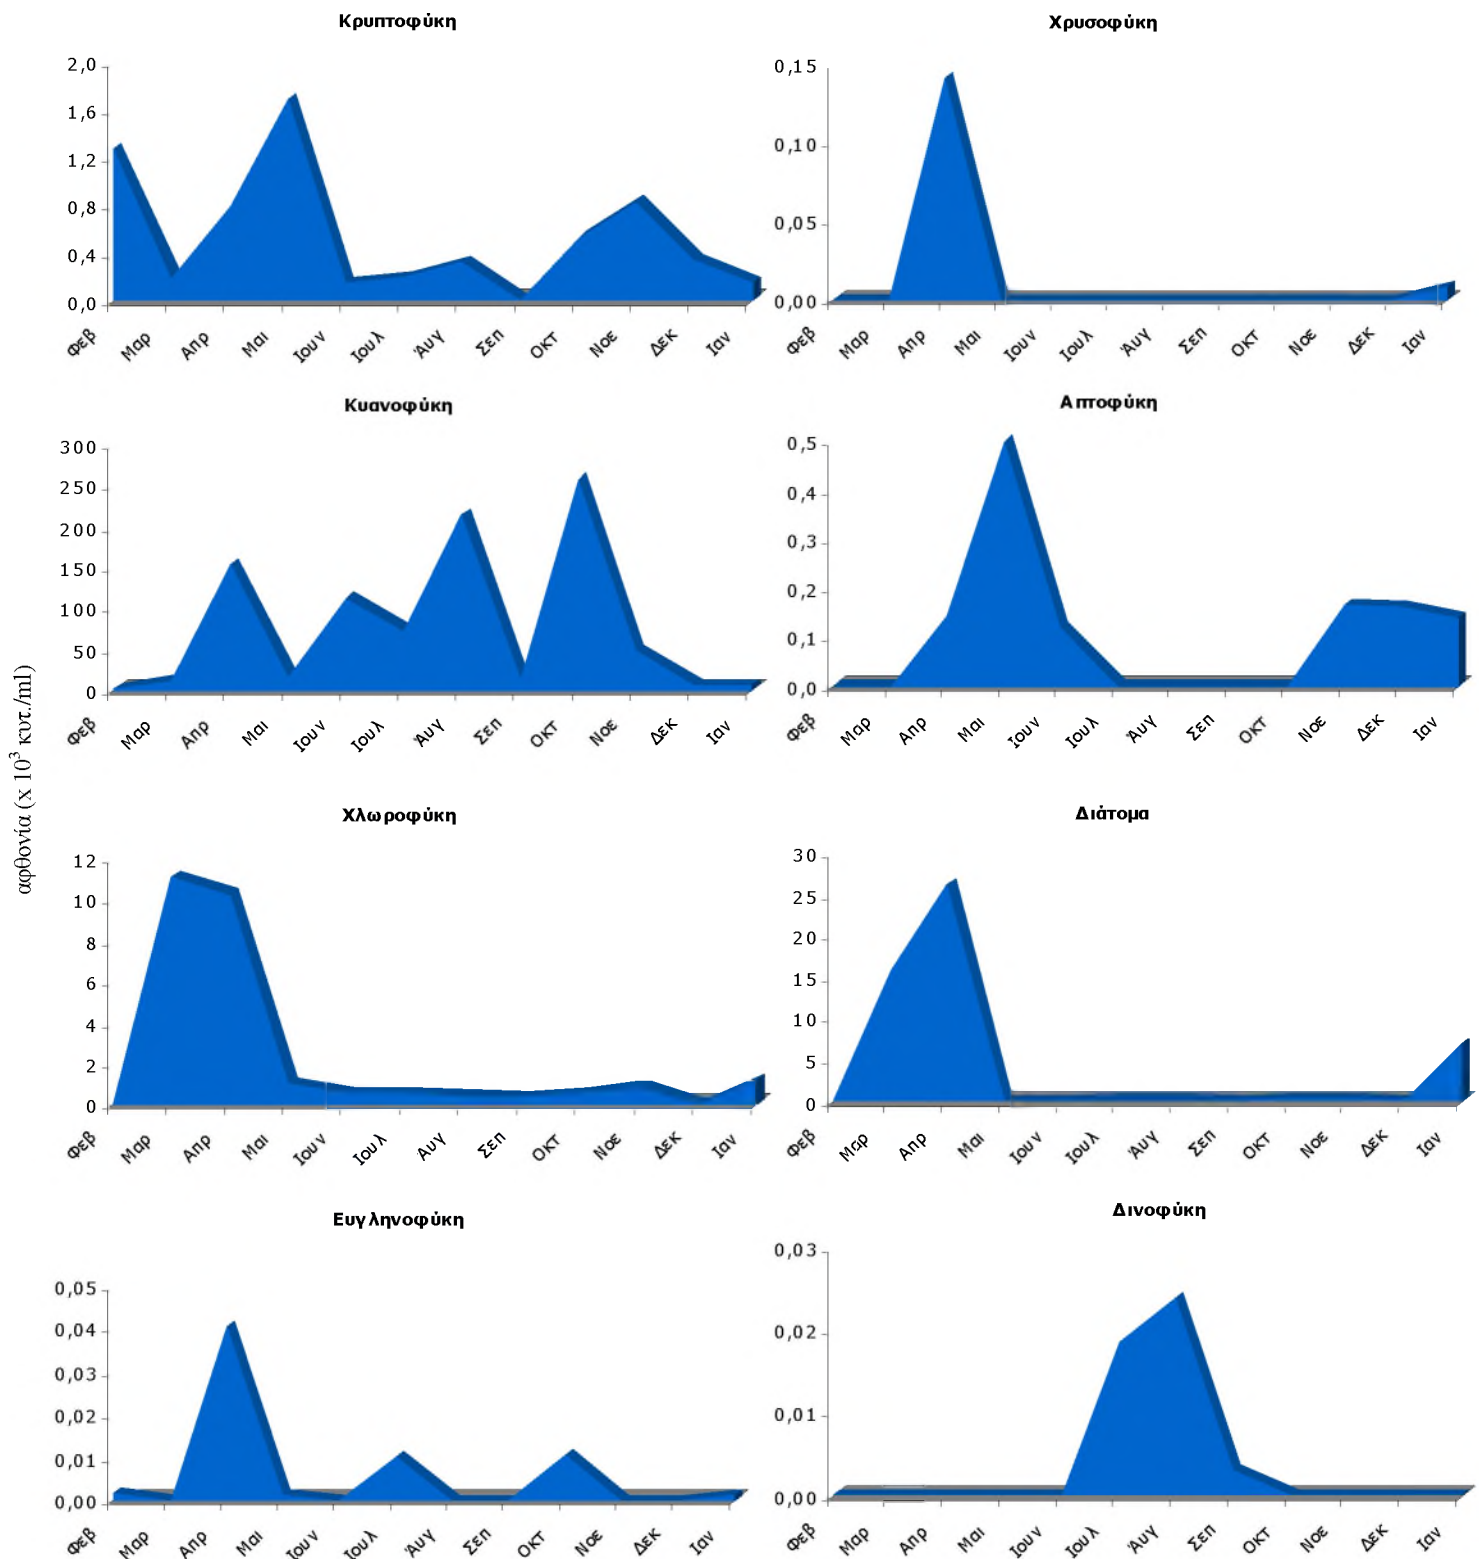 Κρυπτοφύκη
2,0
1,6
1,2
0,8
0,4
0,0
Φεβ Μαρ Απρ Μαι Ιουν Ιουλ Άυγ Σεπ Οκτ Νοε Δεκ Ιαν
Χρυσοφύκη
0,15
0,10
0,05
0,00
Φεβ Μαρ Απρ Μαι Ιουν Ιουλ Άυγ Σεπ Οκτ Νοε Δεκ Ιαν
αφθονία (x 10³ κυτ./ml)
Κυανοφύκη
300
250
200
150
100
50
0
Φεβ Μαρ Απρ Μαι Ιουν Ιουλ Άυγ Σεπ Οκτ Νοε Δεκ Ιαν
Απτοφύκη
0,5
0,4
0,3
0,2
0,1
0,0
Φεβ Μαρ Απρ Μαι Ιουν Ιουλ Άυγ Σεπ Οκτ Νοε Δεκ Ιαν
Χλωροφύκη
12
10
8
6
4
2
0
Φεβ Μαρ Απρ Μαι Ιουν Ιουλ Άυγ Σεπ Οκτ Νοε Δεκ Ιαν
Διάτομα
30
25
20
15
10
5
0
Φεβ Μαρ Απρ Μαι Ιουν Ιουλ Άυγ Σεπ Οκτ Νοε Δεκ Ιαν
Ευγληνοφύκη
0,05
0,04
0,03
0,02
0,01
0,00
Φεβ Μαρ Απρ Μαι Ιουν Ιουλ Άυγ Σεπ Οκτ Νοε Δεκ Ιαν
Δινοφύκη
0,03
0,02
0,01
0,00
Φεβ Μαρ Απρ Μαι Ιουν Ιουλ Άυγ Σεπ Οκτ Νοε Δεκ Ιαν